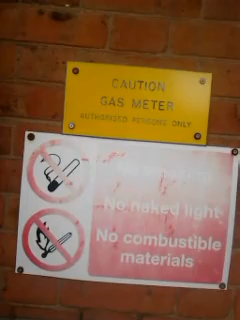 CAUTION
GAS METER
AUTHORISED PERSONS ONLY
No naked light
No combustible
materials